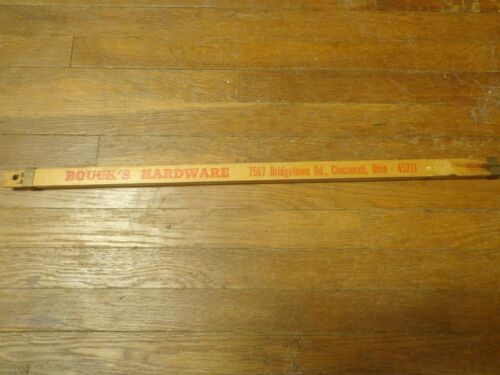 BOUCK'S HARDWARE 7567 Bridgetown Rd., Cincinnati, Ohio - 45211